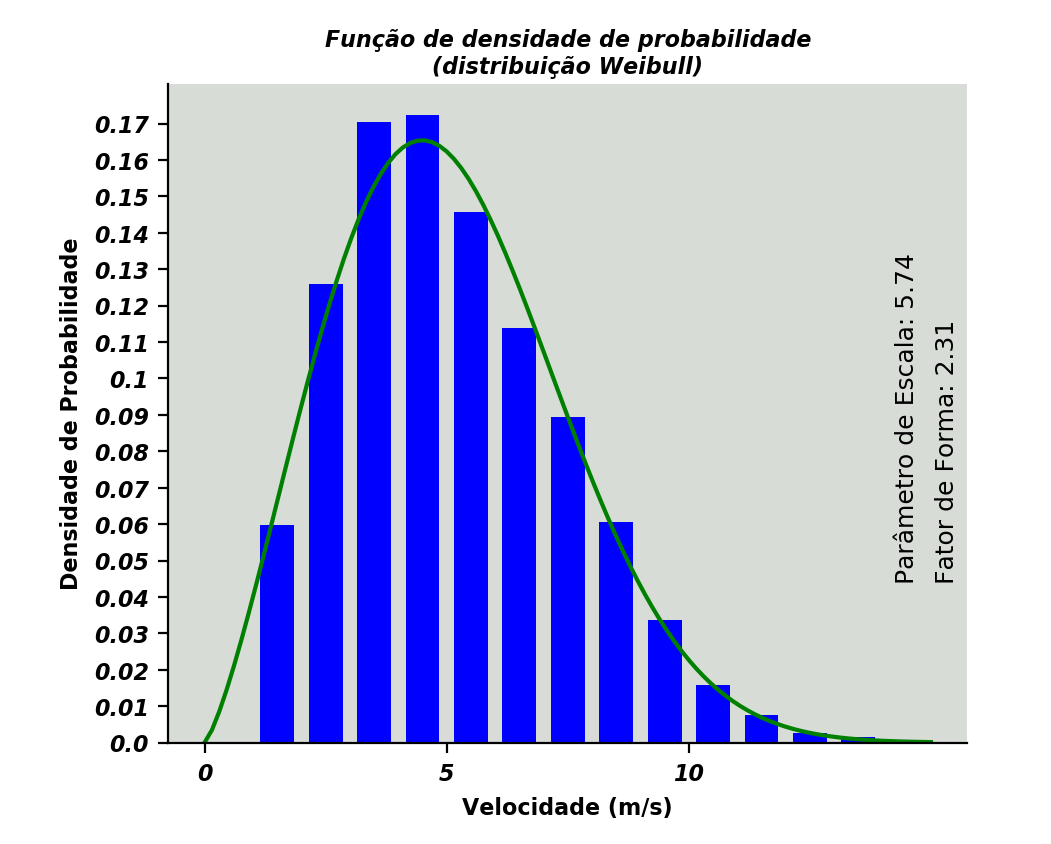 Função de densidade de probabilidade
(distribuição Weibull)
0.17
0.16
0.15
0.14
0.13
0.12
0.11
0.1
0.09
0.08
0.07
0.06
0.05
0.04
0.03
0.02
0.01
0.0
Densidade de Probabilidade
Parâmetro de Escala: 5.74
Fator de Forma: 2.31
0 5 10
Velocidade (m/s)